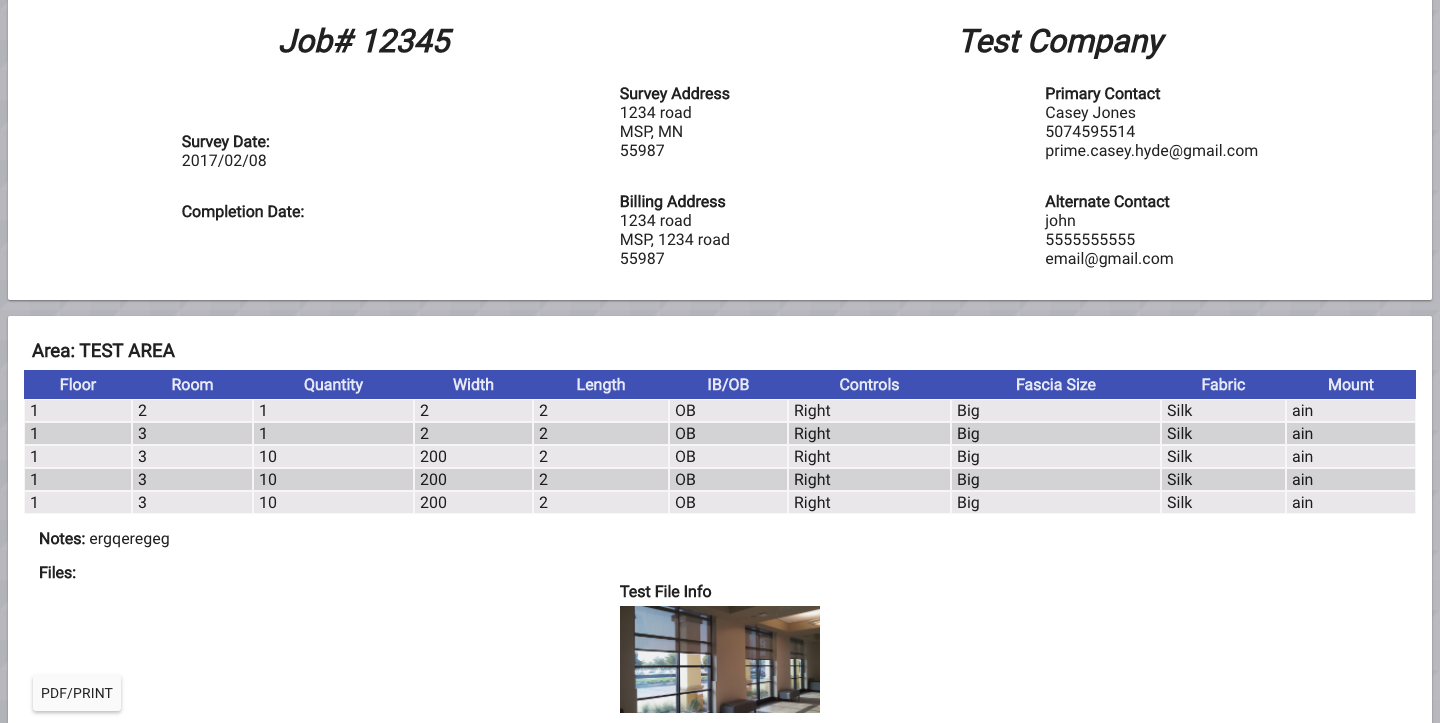 Job# 12345
Test Company
Survey Date:
2017/02/08
Completion Date:
Survey Address
1234 road
MSP, MN
55987
Billing Address
1234 road
MSP, 1234 road
55987
Primary Contact
Casey Jones
5074595514
prime.casey.hyde@gmail.com
Alternate Contact
john
5555555555
email@gmail.com
Area: TEST AREA
Floor Room Quantity Width Length IB/OB Controls Fascia Size Fabric Mount
1 2 1 2 2 OB Right Big Silk ain
1 3 1 2 2 OB Right Big Silk ain
1 3 10 200 2 OB Right Big Silk ain
1 3 10 200 2 OB Right Big Silk ain
1 3 10 200 2 OB Right Big Silk ain
Notes: ergqeregeg
Files:
Test File Info
PDF/PRINT